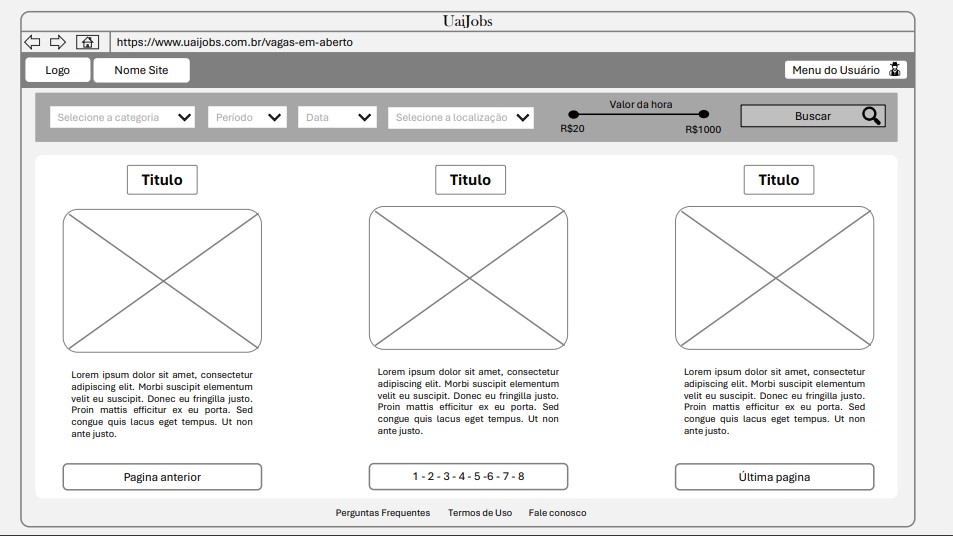 UaiJobs
https://www.uaijobs.com.br/vagas-em-aberto
Logo
Nome Site
Menu do Usuário
Selecione a categoria
Período
Data
Selecione a localização
Valor da hora
R$20
R$1000
Buscar
Titulo
Titulo
Titulo
Lorem ipsum dolor sit amet, consectetur
adipiscing elit. Morbi suscipit elementum
velit eu suscipit. Donec eu fringilla justo.
Proin mattis efficitur ex eu porta. Sed
congue quis lacus eget tempus. Ut non
ante justo.
Lorem ipsum dolor sit amet, consectetur
adipiscing elit. Morbi suscipit elementum
velit eu suscipit. Donec eu fringilla justo.
Proin mattis efficitur ex eu porta. Sed
congue quis lacus eget tempus. Ut non
ante justo.
Lorem ipsum dolor sit amet, consectetur
adipiscing elit. Morbi suscipit elementum
velit eu suscipit. Donec eu fringilla justo.
Proin mattis efficitur ex eu porta. Sed
congue quis lacus eget tempus. Ut non
ante justo.
Pagina anterior
1 - 2 - 3 - 4 - 5 -6 - 7 - 8
Última pagina
Perguntas Frequentes
Termos de Uso
Fale conosco